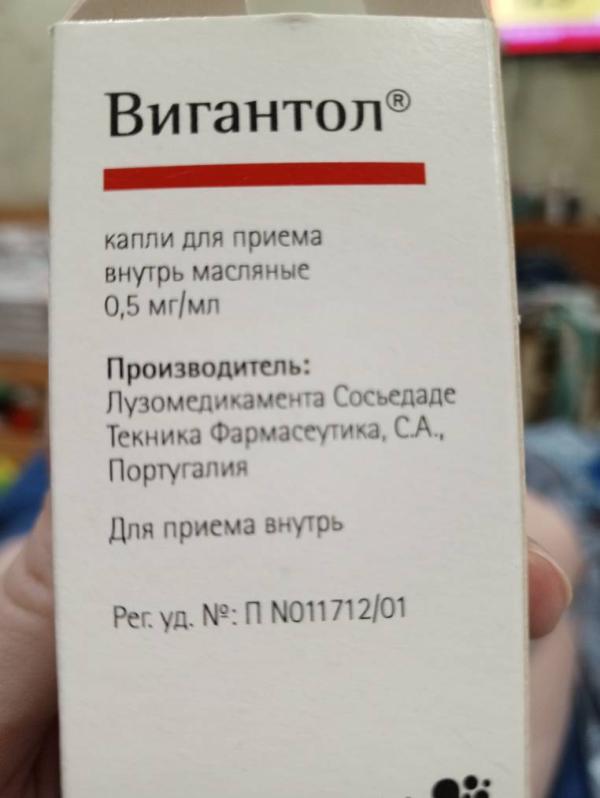 Вигантол®
капли для приема
внутрь масляные
0,5 мг/мл
Производитель:
Лузомедикамента Сосьедаде
Текника Фармасеутика, С.А.,
Португалия
Для приема внутрь
Рег. уд. №: П N011712/01